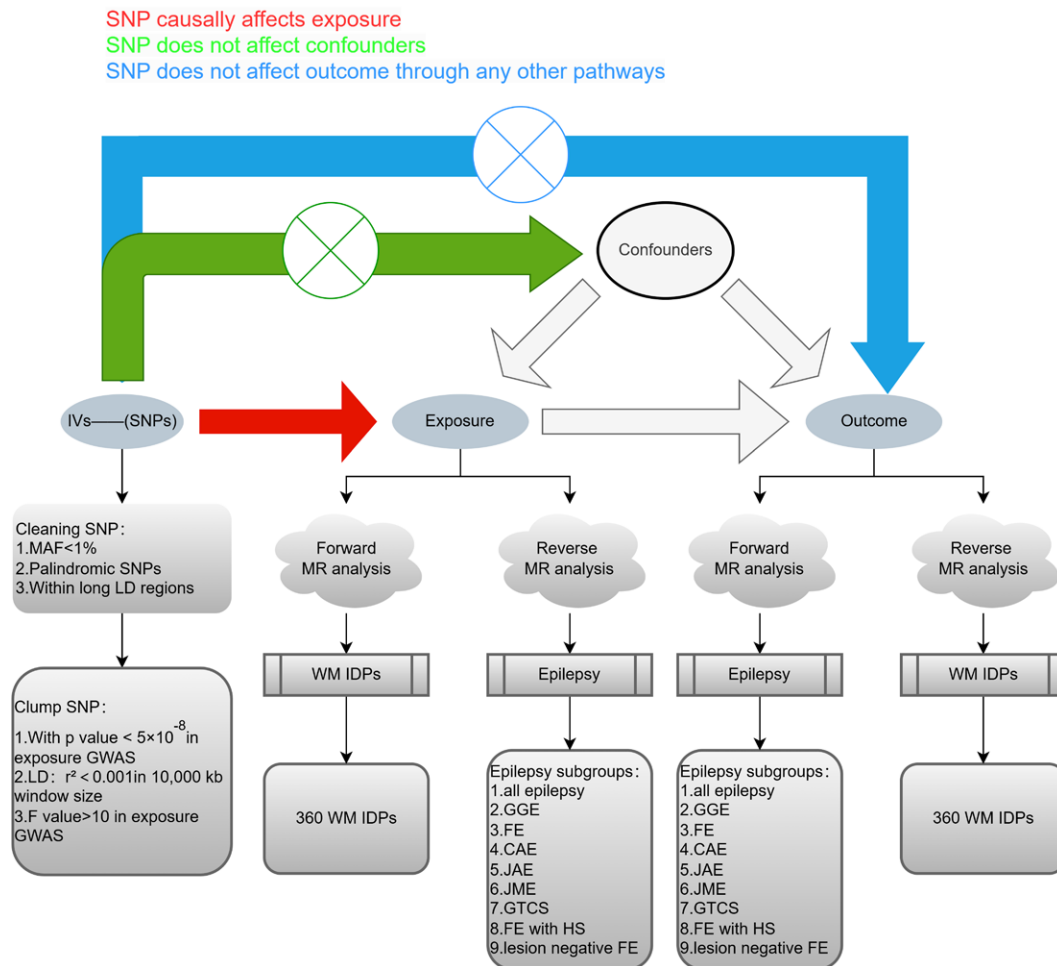 SNP causally affects exposure
SNP does not affect confounders
SNP does not affect outcome through any other pathways
Confounders
IVs——(SNPs)
Exposure
Outcome
Cleaning SNP：
1.MAF<1%
2.Palindromic SNPs
3.Within long LD regions
Forward
MR analysis
Reverse
MR analysis
Forward
MR analysis
Reverse
MR analysis
WM IDPs
Epilepsy
Epilepsy
WM IDPs
Clump SNP：
1.With p value < 5×10⁻⁸ in
exposure GWAS
2.LD： r²＜0.001in 10,000 kb
window size
3.F value>10 in exposure
GWAS
360 WM IDPs
Epilepsy subgroups：
1.all epilepsy
2.GGE
3.FE
4.CAE
5.JAE
6.JME
7.GTCS
8.FE with HS
9.lesion negative FE
Epilepsy subgroups：
1.all epilepsy
2.GGE
3.FE
4.CAE
5.JAE
6.JME
7.GTCS
8.FE with HS
9.lesion negative FE
360 WM IDPs